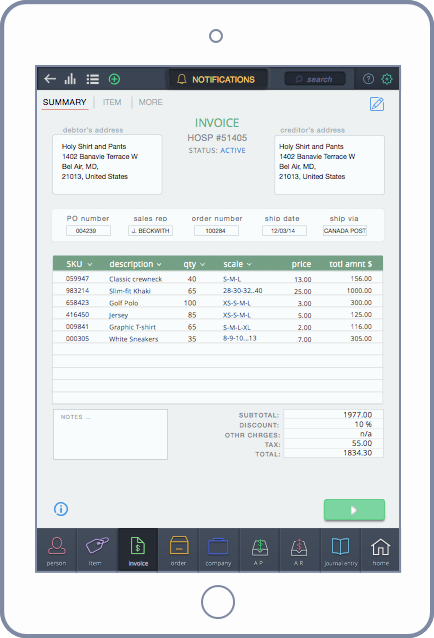 NOTIFICATIONS
search
SUMMARY ITEM MORE
INVOICE
HOSP #51405
STATUS: ACTIVE
debtor's address
Holy Shirt and Pants
1402 Banavie Terrace W
Bel Air, MD,
21013, United States
creditor's address
Holy Shirt and Pants
1402 Banavie Terrace W
Bel Air, MD,
21013, United States
PO number sales rep order number ship date ship via
004239 J. BECKWITH 100284 12/03/14 CANADA POST
SKU description qty scale price totl amnt $
059947 Classic crewneck 40 S-M-L 13.00 156.00
983214 Slim-fit Khaki 65 28-30-32..40 25.00 1000.00
658423 Golf Polo 100 XS-S-M-L 3.00 300.00
416450 Jersey 85 XS-S-M-L 5.00 125.00
009841 Graphic T-shirt 65 S-M-L-XL 2.00 116.00
000305 White Sneakers 35 8-9-10...13 7.00 305.00
NOTES ...
SUBTOTAL: 1977.00
DISCOUNT: 10 %
OTHR CHRGES: n/a
TAX: 55.00
TOTAL: 1834.30
person item invoice order company A P A R journal entry home